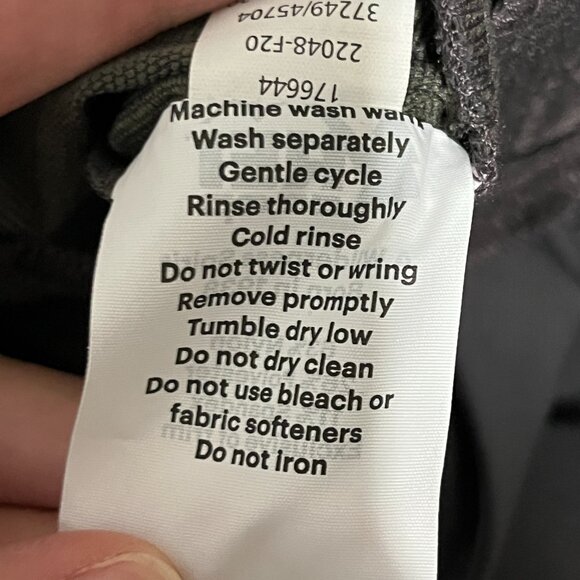 37249/45704
22048-F20
176644
Machine wash warm
Wash separately
Gentle cycle
Rinse thoroughly
Cold rinse
Do not twist or wring
Remove promptly
Tumble dry low
Do not dry clean
Do not use bleach or
fabric softeners
Do not iron